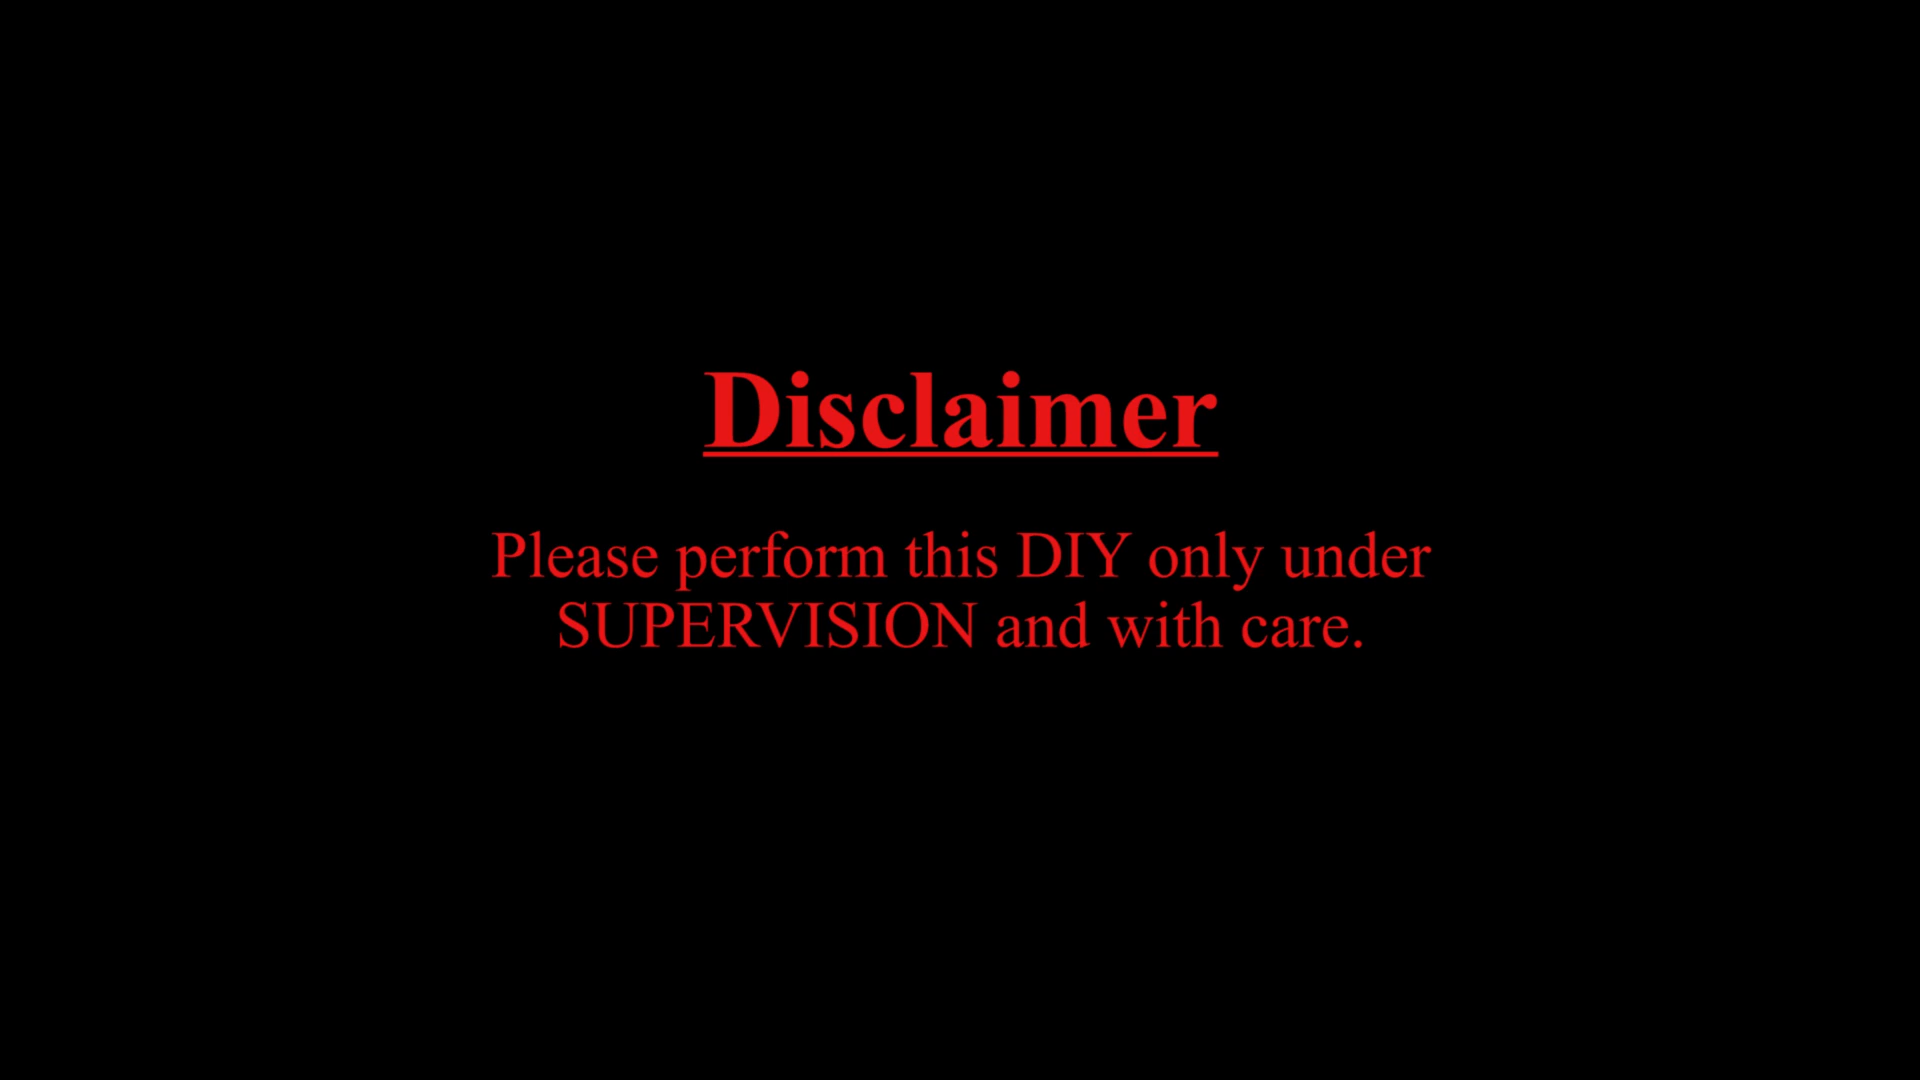 Disclaimer
Please perform this DIY only under
SUPERVISION and with care.